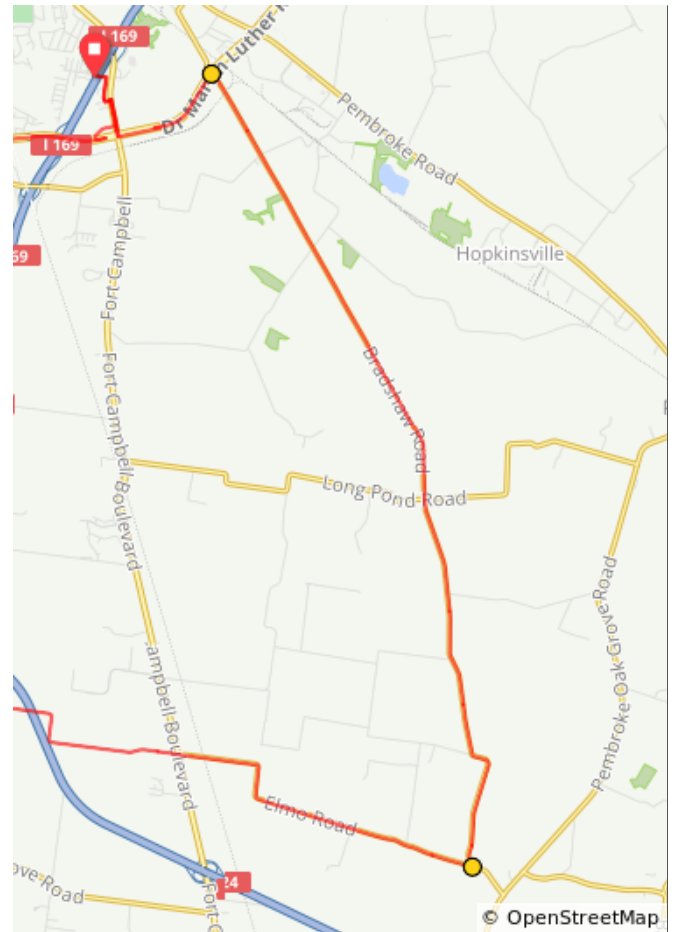 I 169
Dr Martin Luther K
I 169
Pembroke Road
69
Fort Campbell
Hopkinsville
Bradshaw Road
Fort Campbell Boulevard
Long Pond Road
Pembroke Oak Grove Road
ampbell Boulevard
Elmo Road
24
ove Road
Fort C
© OpenStreetMap